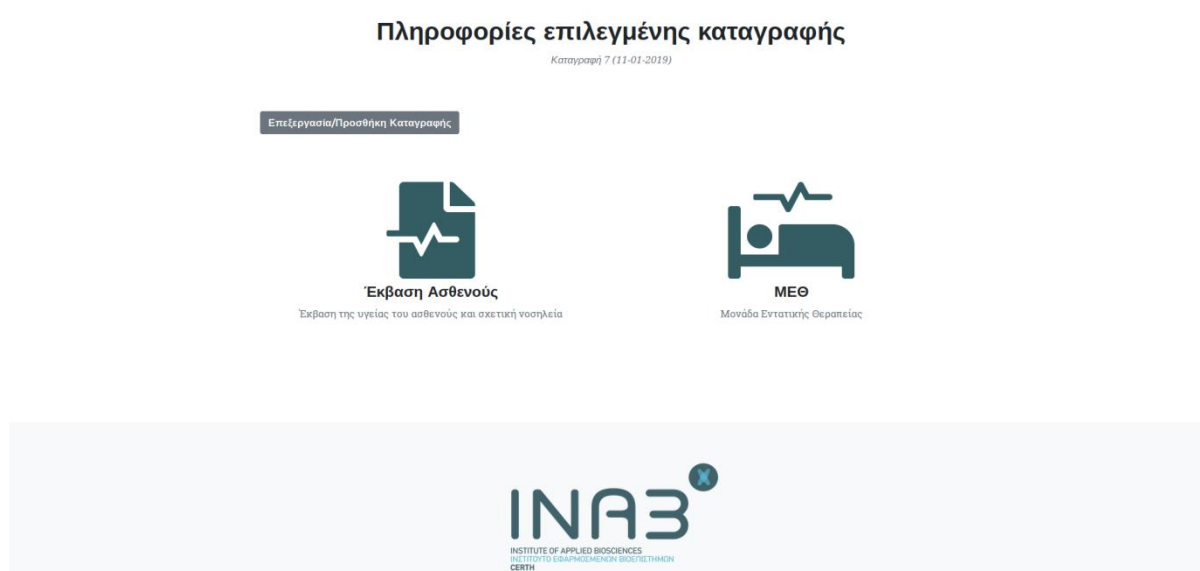 Πληροφορίες επιλεγμένης καταγραφής
Καταγραφή 7 (11-01-2019)
Επεξεργασία/Προσθήκη Καταγραφής
Έκβαση Ασθενούς
Έκβαση της υγείας του ασθενούς και σχετική νοσηλεία
ΜΕΘ
Μονάδα Εντατικής Θεραπείας
INAB
INSTITUTE OF APPLIED BIOSCIENCES
ΙΝΣΤΙΤΟΥΤΟ ΕΦΑΡΜΟΣΜΕΝΩΝ ΒΙΟΕΠΙΣΤΗΜΩΝ
CERTH